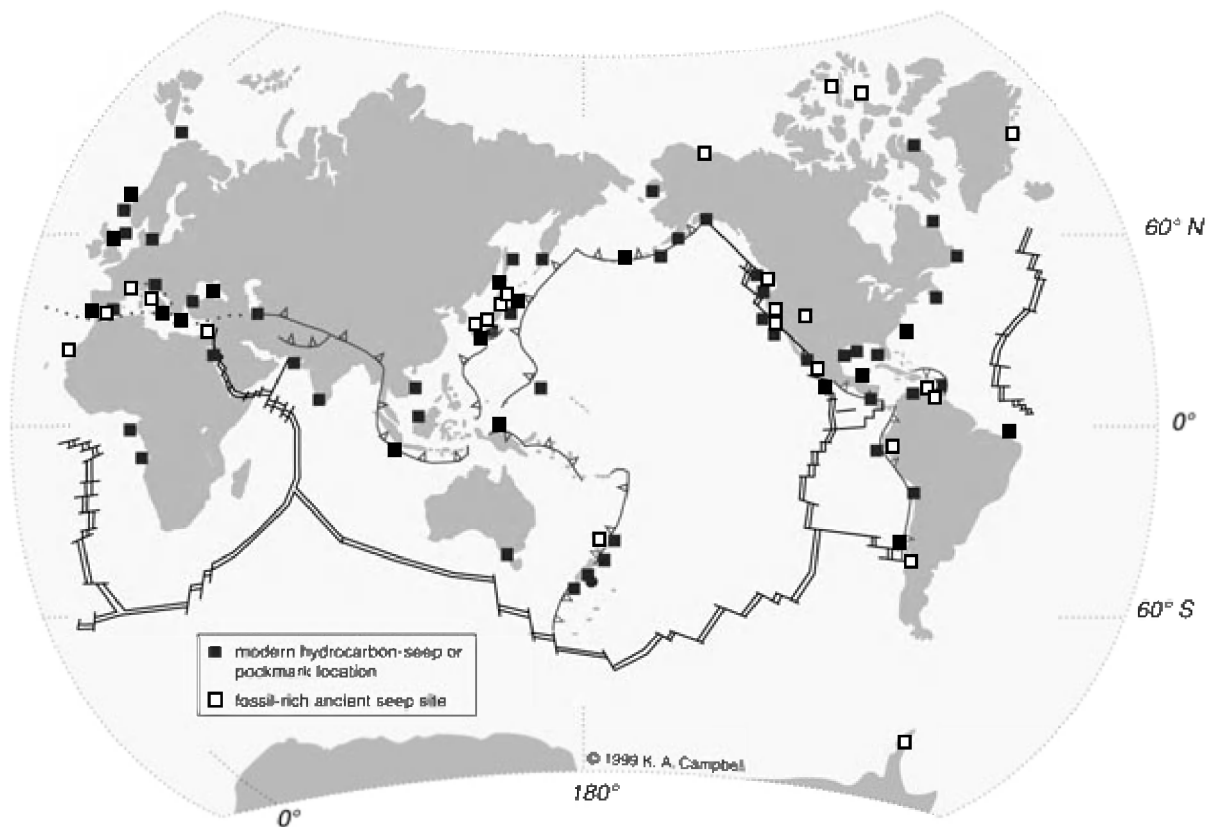 60° N
0°
60° S
modern hydrocarbon-seep or
pockmark location
fossil-rich ancient seep site
© 1999 K. A. Campbell
180°
0°